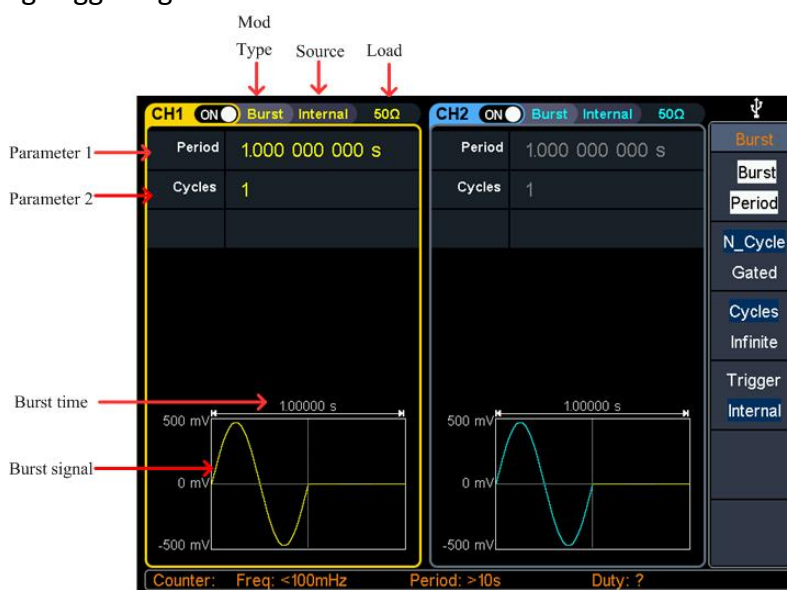 Mod
Type Source Load
CH1 ON Burst Internal 50Ω
CH2 ON Burst Internal 50Ω
Parameter 1
Period 1.000 000 000 s
Period 1.000 000 000 s
Parameter 2
Cycles 1
Cycles 1
Burst
Burst
Period
N_Cycle
Gated
Cycles
Infinite
Trigger
Internal
Burst time
1.00000 s
1.00000 s
500 mV
500 mV
Burst signal
0 mV
0 mV
-500 mV
-500 mV
Counter: Freq: <100mHz Period: >10s Duty: ?